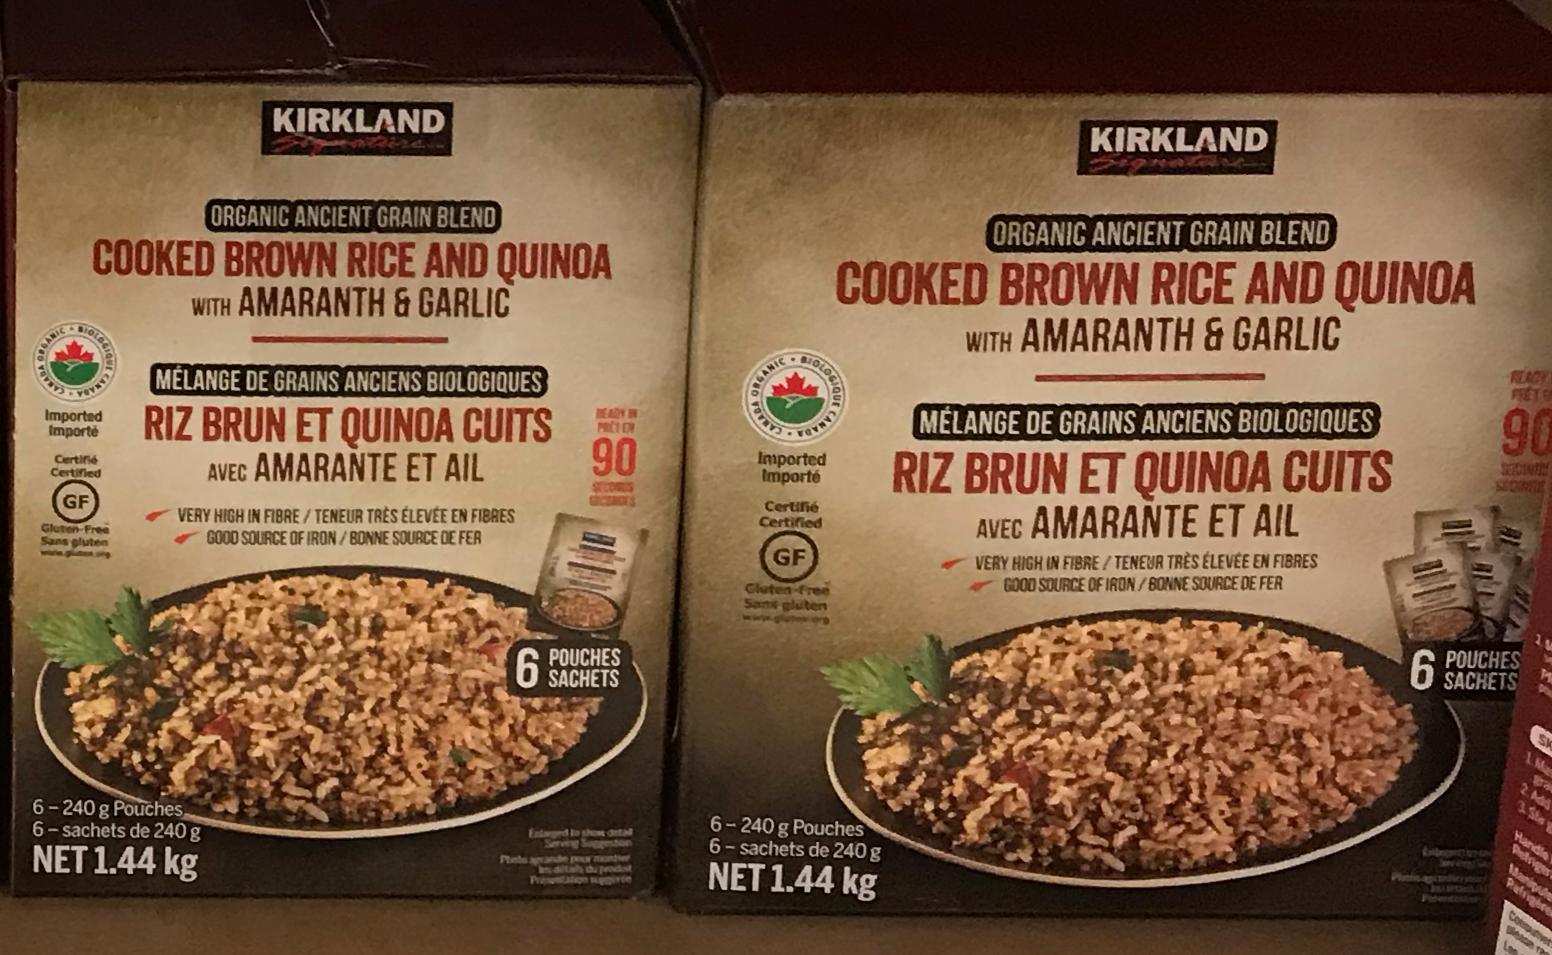 KIRKLAND
Signature
ORGANIC ANCIENT GRAIN BLEND
COOKED BROWN RICE AND QUINOA
WITH AMARANTH & GARLIC
MÉLANGE DE GRAINS ANCIENS BIOLOGIQUES
RIZ BRUN ET QUINOA CUITS
AVEC AMARANTE ET AIL
VERY HIGH IN FIBRE / TENEUR TRÈS ÉLEVÉE EN FIBRES
GOOD SOURCE OF IRON / BONNE SOURCE DE FER
CANADA ORGANIC • BIOLOGIQUE CANADA •
Imported
Importé
Certifié
Certified
GF
Gluten-Free
Sans gluten
www.gluten.org
READY IN
PRÊT EN
90
SECONDS
SECONDES
6 POUCHES
SACHETS
6 – 240 g Pouches
6 – sachets de 240 g
NET 1.44 kg
Enlarged to show detail
Serving Suggestion
Photo agrandie pour montrer
les détails du produit
Présentation suggérée
KIRKLAND
Signature
ORGANIC ANCIENT GRAIN BLEND
COOKED BROWN RICE AND QUINOA
WITH AMARANTH & GARLIC
MÉLANGE DE GRAINS ANCIENS BIOLOGIQUES
RIZ BRUN ET QUINOA CUITS
AVEC AMARANTE ET AIL
VERY HIGH IN FIBRE / TENEUR TRÈS ÉLEVÉE EN FIBRES
GOOD SOURCE OF IRON / BONNE SOURCE DE FER
CANADA ORGANIC • BIOLOGIQUE CANADA •
Imported
Importé
Certifié
Certified
GF
Gluten-Free
Sans gluten
www.gluten.org
90
KIRKLAND
6 POUCHES
SACHETS
6 – 240 g Pouches
6 – sachets de 240 g
NET 1.44 kg